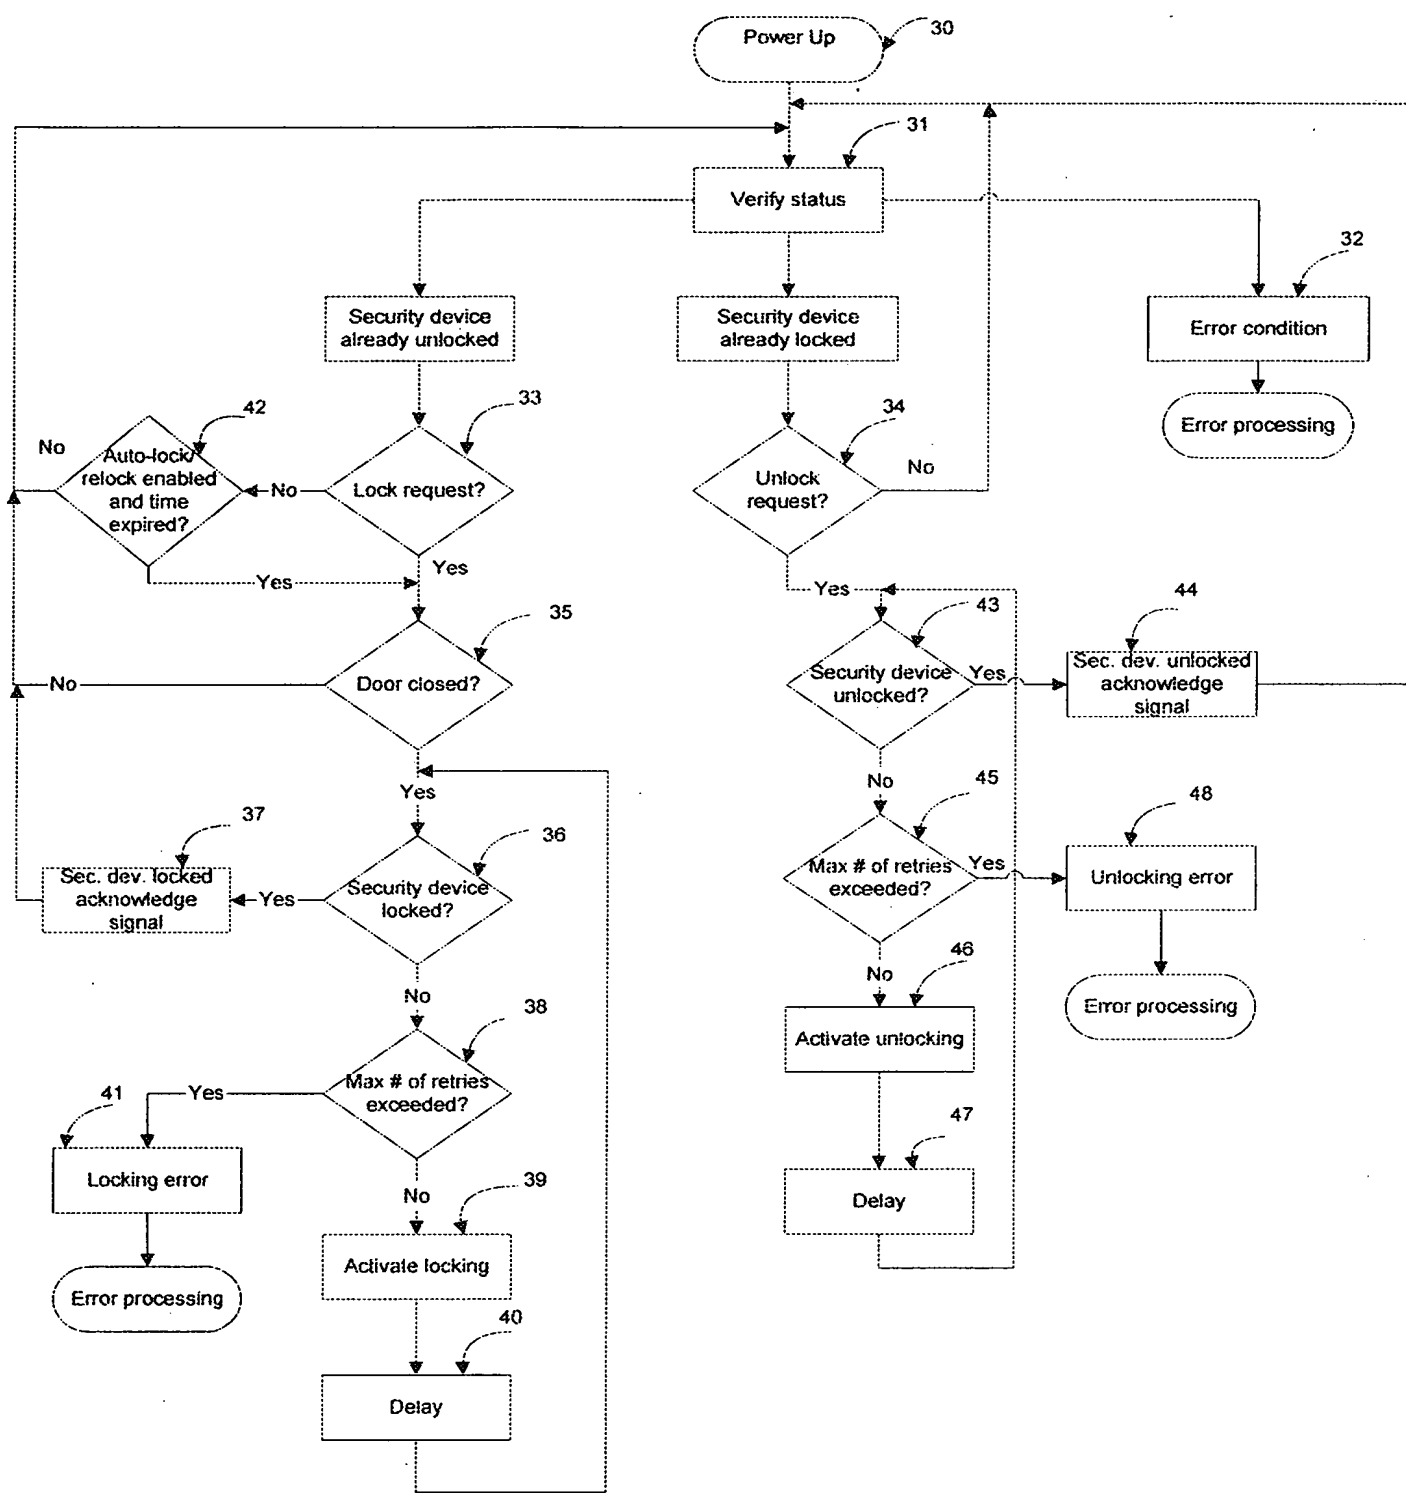 Power Up
30
31
Verify status
32
Security device
already unlocked
Security device
already locked
Error condition
33
42
34
Error processing
No
Auto-lock/
relock enabled
and time
expired?
No
Lock request?
Unlock
request?
No
Yes
Yes
Yes
35
43
44
No
Door closed?
Security device
unlocked?
Yes
Sec. dev. unlocked
acknowledge
signal
Yes
No
45
48
37
36
Sec. dev. locked
acknowledge
signal
Yes
Security device
locked?
Max # of retries
exceeded?
Yes
Unlocking error
No
No
46
38
Error processing
Activate unlocking
41
Yes
Max # of retries
exceeded?
47
Locking error
No
39
Delay
Activate locking
Error processing
40
Delay